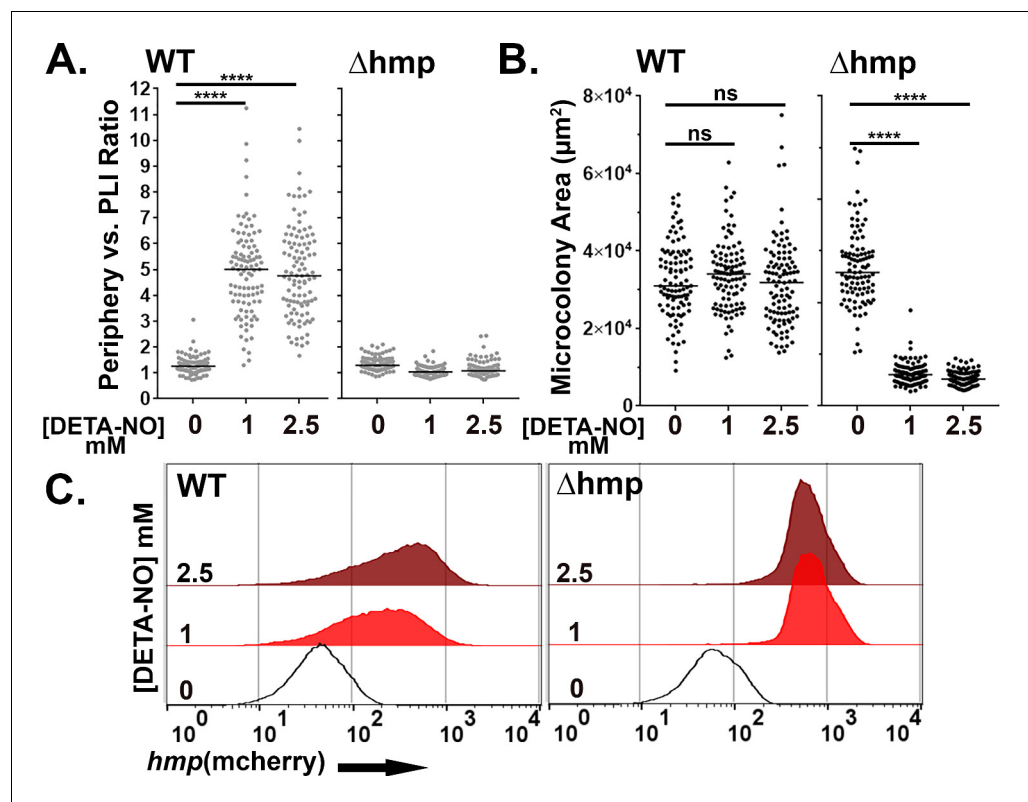 A.
WT
Δhmp
****
****
Periphery vs. PLI Ratio
12
11
10
9
8
7
6
5
4
3
2
1
0
[DETA-NO] mM
0 1 2.5
0 1 2.5
B.
WT
Δhmp
ns
ns
****
****
Microcolony Area (µm²)
8×10⁴
6×10⁴
4×10⁴
2×10⁴
0
[DETA-NO] mM
0 1 2.5
0 1 2.5
C.
WT
Δhmp
[DETA-NO] mM
2.5
1
0
2.5
1
0
10⁰ 10¹ 10² 10³ 10⁴
10⁰ 10¹ 10² 10³ 10⁴
hmp(mcherry)